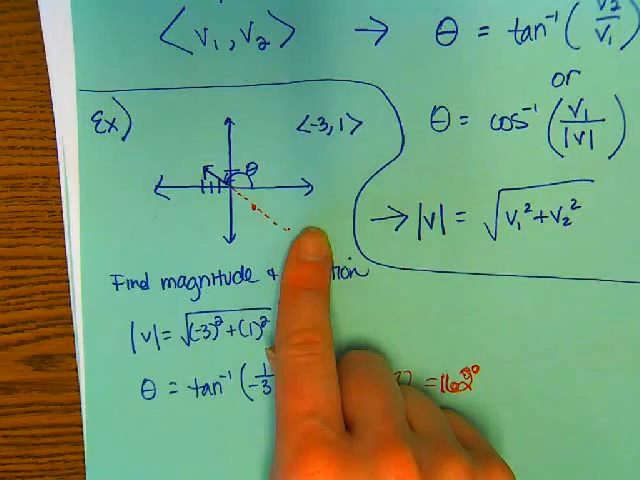 ⟨v₁, v₂⟩ → θ = tan⁻¹(v₂/v₁)
or
θ = cos⁻¹(v₁/|v|)
→ |v| = √(v₁² + v₂²)
Ex)
⟨-3, 1⟩
θ
Find magnitude &
|v| = √((-3)² + (1)²)
θ = tan⁻¹(1/-3 = 162°